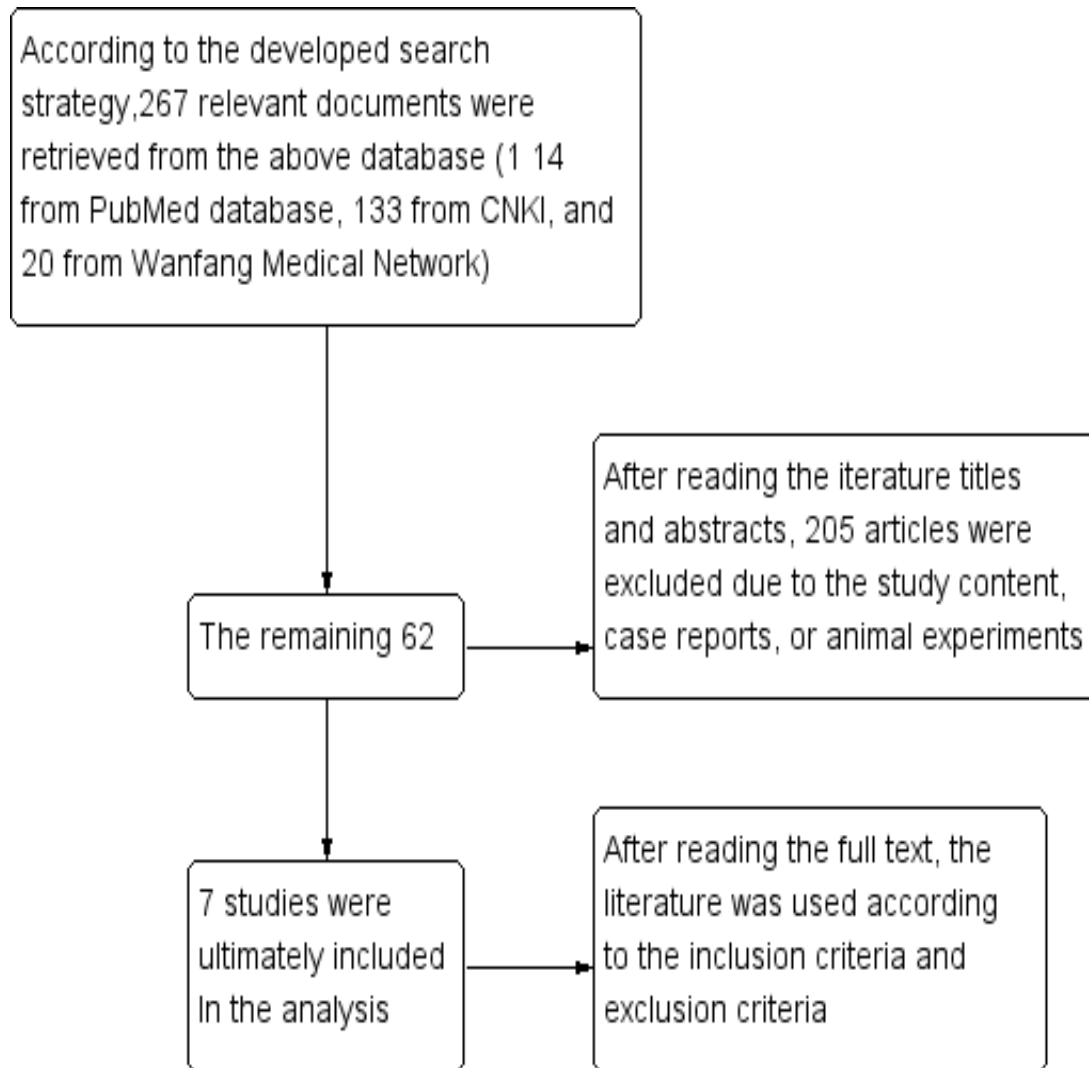 According to the developed search
strategy,267 relevant documents were
retrieved from the above database (1 14
from PubMed database, 133 from CNKI, and
20 from Wanfang Medical Network)
After reading the iterature titles
and abstracts, 205 articles were
excluded due to the study content,
case reports, or animal experiments
The remaining 62
After reading the full text, the
literature was used according
to the inclusion criteria and
exclusion criteria
7 studies were
ultimately included
In the analysis